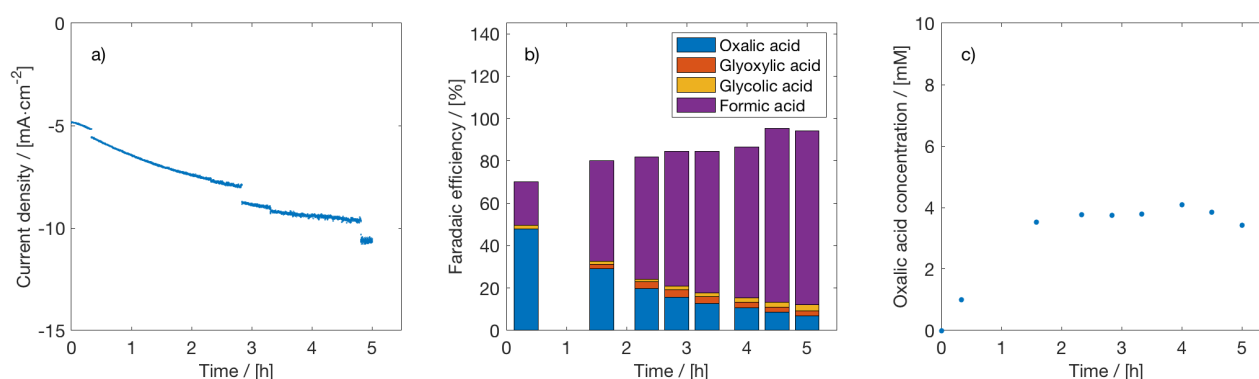 a)
0
-5
-10
-15
Current density / [mA·cm⁻²]
0 1 2 3 4 5
Time / [h]
b)
140
120
100
80
60
40
20
0
Faradaic efficiency / [%]
Oxalic acid
Glyoxylic acid
Glycolic acid
Formic acid
0 1 2 3 4 5
Time / [h]
c)
10
8
6
4
2
0
Oxalic acid concentration / [mM]
0 1 2 3 4 5
Time / [h]